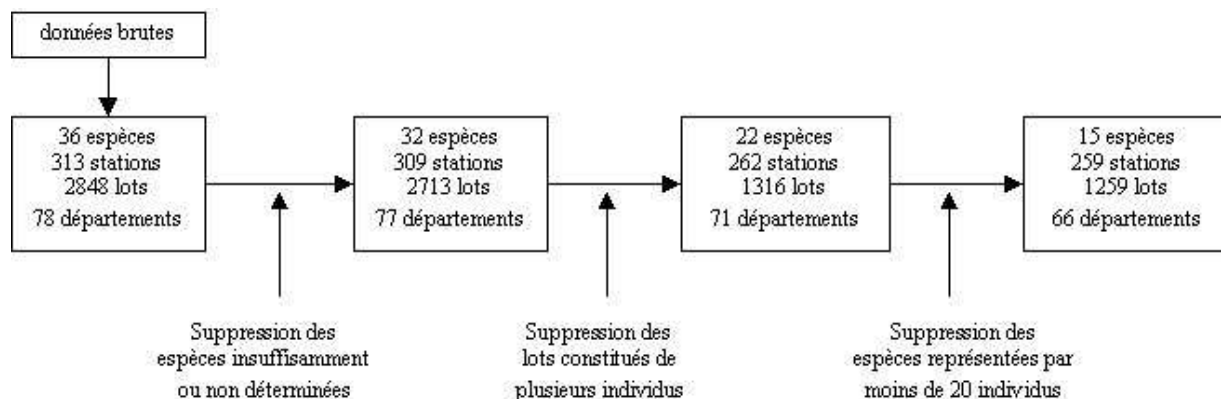 données brutes
36 espèces
313 stations
2848 lots
78 départements
32 espèces
309 stations
2713 lots
77 départements
22 espèces
262 stations
1316 lots
71 départements
15 espèces
259 stations
1259 lots
66 départements
Suppression des
espèces insuffisamment
ou non déterminées
Suppression des
lots constitués de
plusieurs individus
Suppression des
espèces représentées par
moins de 20 individus